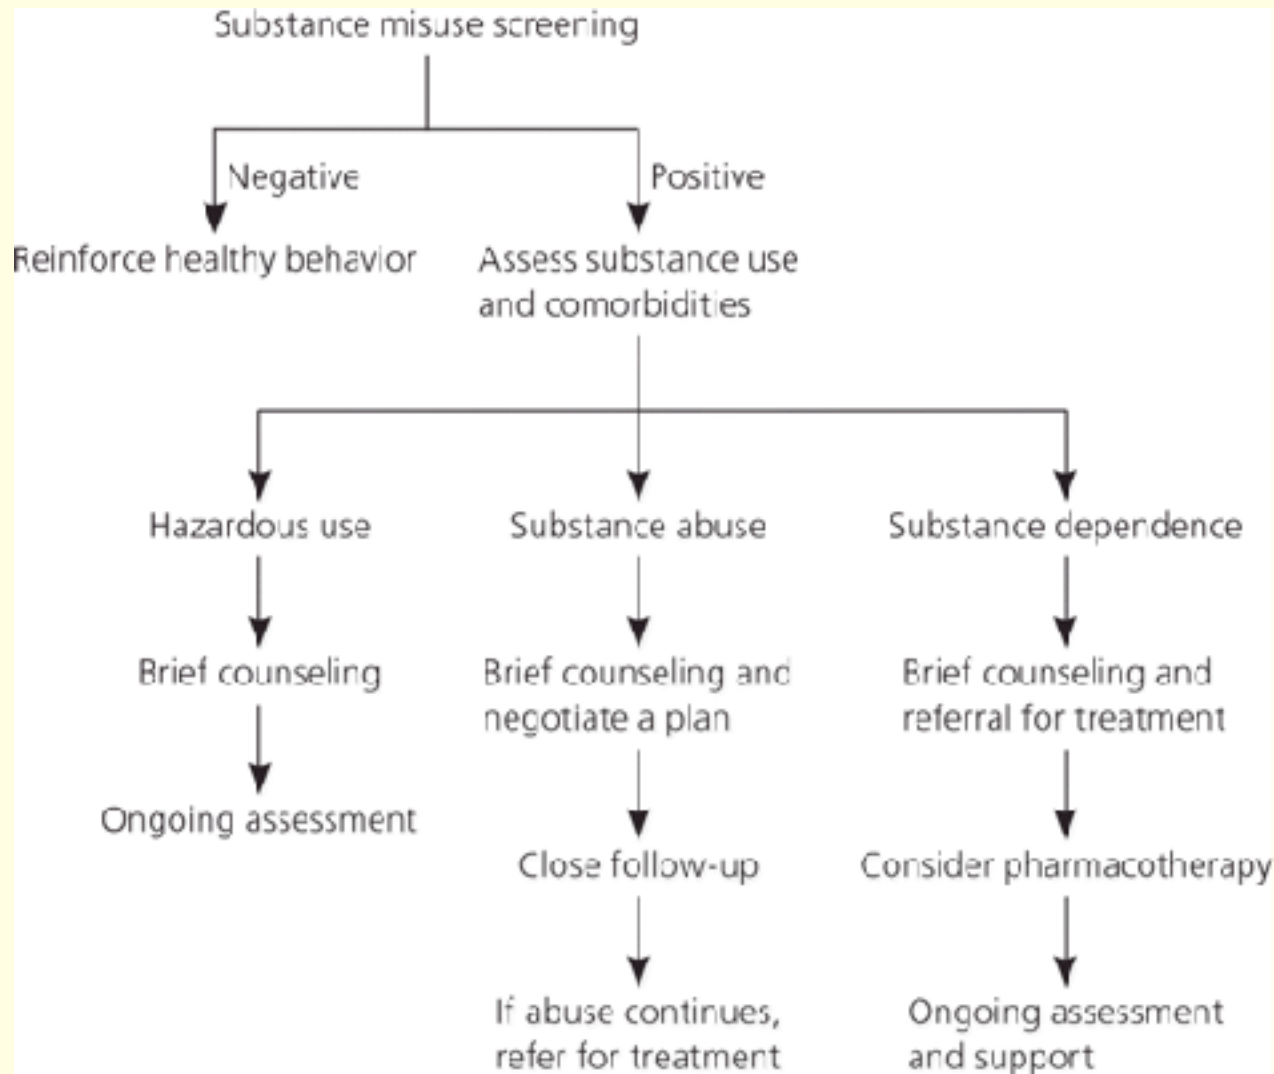 Substance misuse screening
Negative
Positive
Reinforce healthy behavior
Assess substance use
and comorbidities
Hazardous use
Substance abuse
Substance dependence
Brief counseling
Brief counseling and
negotiate a plan
Brief counseling and
referral for treatment
Ongoing assessment
Close follow-up
Consider pharmacotherapy
If abuse continues,
refer for treatment
Ongoing assessment
and support